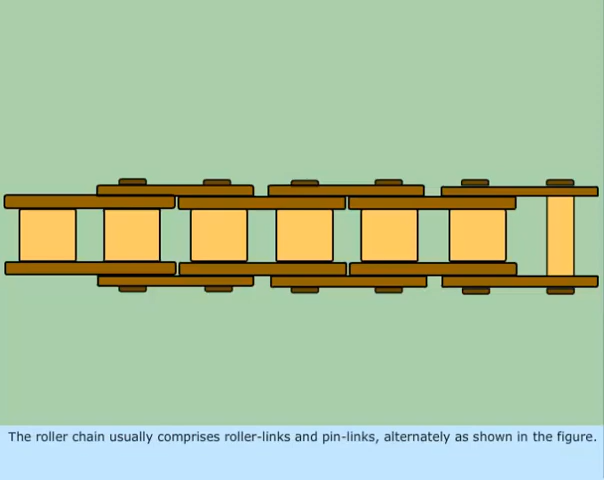 The roller chain usually comprises roller-links and pin-links, alternately as shown in the figure.